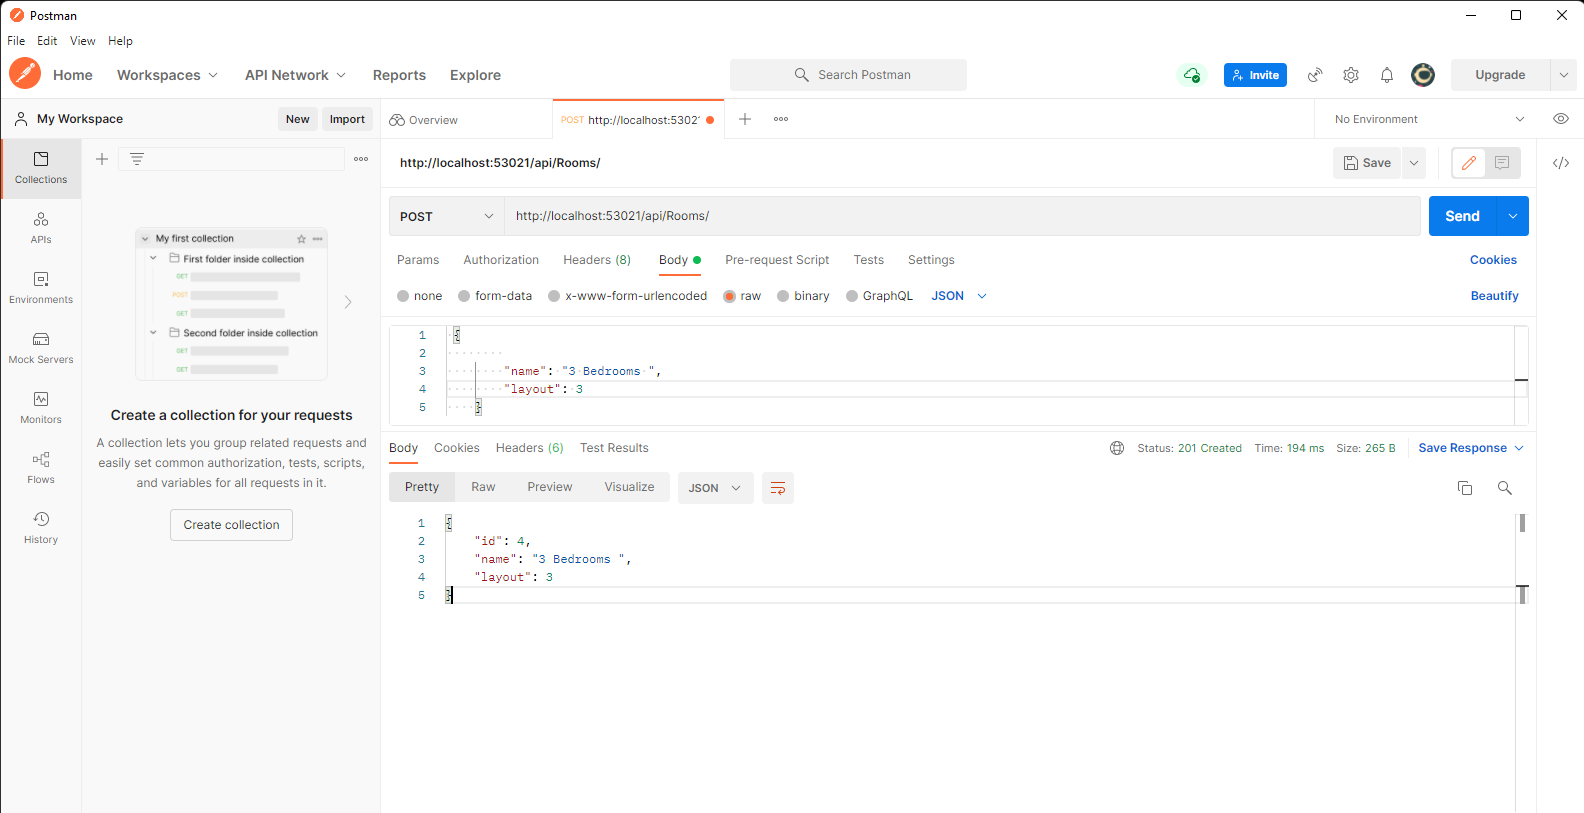 Postman
File Edit View Help
Home Workspaces API Network Reports Explore Search Postman Invite Upgrade
My Workspace New Import Overview POST http://localhost:5302 No Environment
Collections
APIs
Environments
Mock Servers
Monitors
Flows
History
My first collection
First folder inside collection
GET
POST
GET
Second folder inside collection
GET
GET
Create a collection for your requests
A collection lets you group related requests and
easily set common authorization, tests, scripts,
and variables for all requests in it.
Create collection
http://localhost:53021/api/Rooms/ Save
POST http://localhost:53021/api/Rooms/ Send
Params Authorization Headers (8) Body Pre-request Script Tests Settings Cookies
none form-data x-www-form-urlencoded raw binary GraphQL JSON Beautify
1 {
2
3 "name": "3 Bedrooms ",
4 "layout": 3
5 }
Body Cookies Headers (6) Test Results Status: 201 Created Time: 194 ms Size: 265 B Save Response
Pretty Raw Preview Visualize JSON
1 {
2 "id": 4,
3 "name": "3 Bedrooms ",
4 "layout": 3
5 }